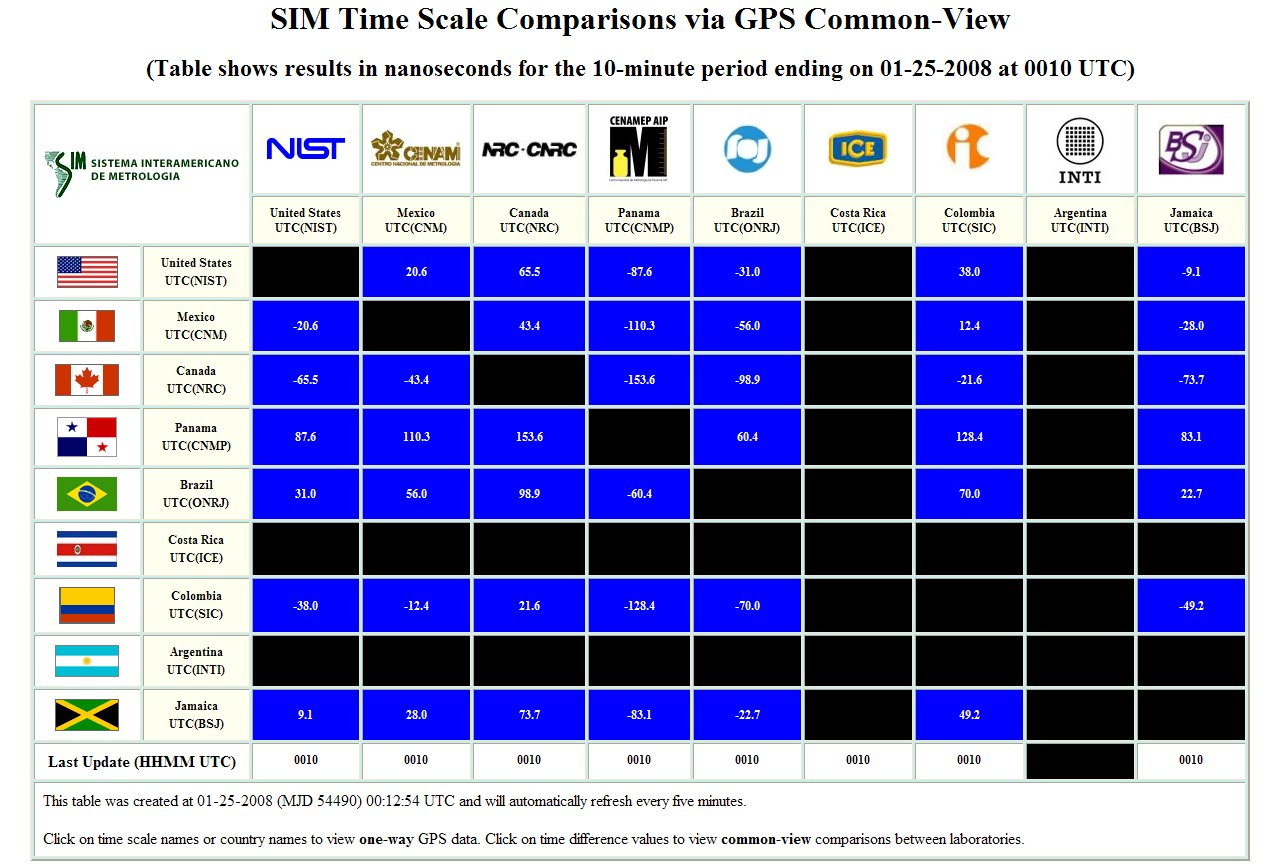 SIM Time Scale Comparisons via GPS Common-View
(Table shows results in nanoseconds for the 10-minute period ending on 01-25-2008 at 0010 UTC)
SIM SISTEMA INTERAMERICANO
DE METROLOGIA
NIST
CENAM
CENTRO NACIONAL DE METROLOGIA
NRC·CNRC
CENAMEP AIP
M
ICE
INTI
BSJ
United States
UTC(NIST)
Mexico
UTC(CNM)
Canada
UTC(NRC)
Panama
UTC(CNMP)
Brazil
UTC(ONRJ)
Costa Rica
UTC(ICE)
Colombia
UTC(SIC)
Argentina
UTC(INTI)
Jamaica
UTC(BSJ)
United States
UTC(NIST)
20.6 65.5 -87.6 -31.0 38.0 -9.1
Mexico
UTC(CNM)
-20.6 43.4 -110.3 -56.0 12.4 -28.0
Canada
UTC(NRC)
-65.5 -43.4 -153.6 -98.9 -21.6 -73.7
Panama
UTC(CNMP)
87.6 110.3 153.6 60.4 128.4 83.1
Brazil
UTC(ONRJ)
31.0 56.0 98.9 -60.4 70.0 22.7
Costa Rica
UTC(ICE)
Colombia
UTC(SIC)
-38.0 -12.4 21.6 -128.4 -70.0 -49.2
Argentina
UTC(INTI)
Jamaica
UTC(BSJ)
9.1 28.0 73.7 -83.1 -22.7 49.2
Last Update (HHMM UTC) 0010 0010 0010 0010 0010 0010 0010 0010
This table was created at 01-25-2008 (MJD 54490) 00:12:54 UTC and will automatically refresh every five minutes.
Click on time scale names or country names to view one-way GPS data. Click on time difference values to view common-view comparisons between laboratories.